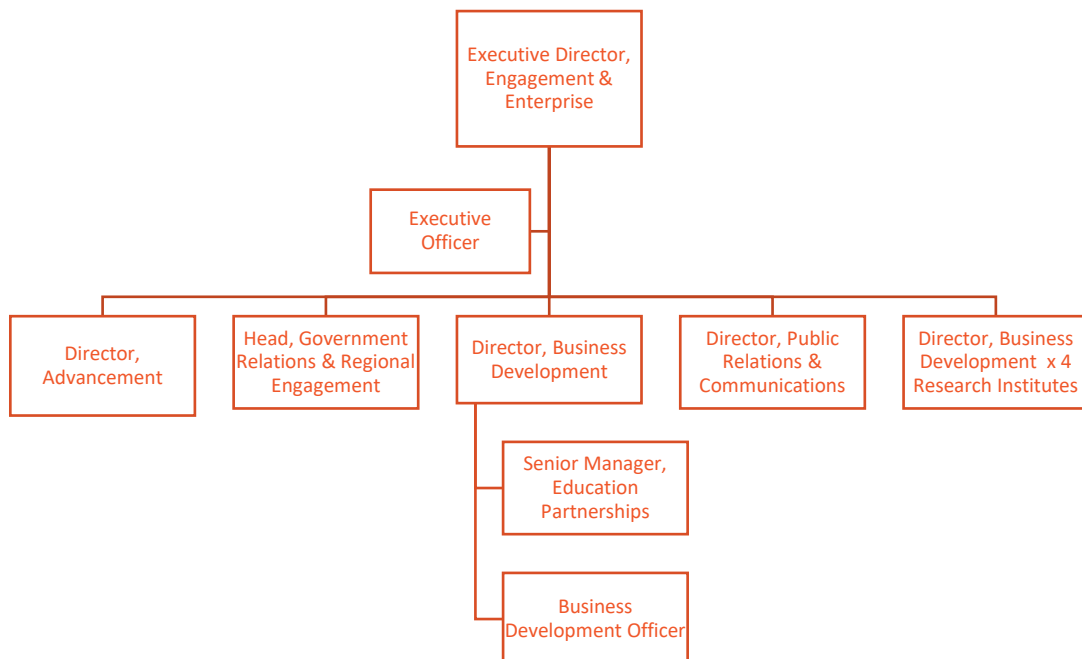 Executive Director,
Engagement &
Enterprise
Executive
Officer
Director,
Advancement
Head, Government
Relations & Regional
Engagement
Director, Business
Development
Director, Public
Relations &
Communications
Director, Business
Development x 4
Research Institutes
Senior Manager,
Education
Partnerships
Business
Development Officer